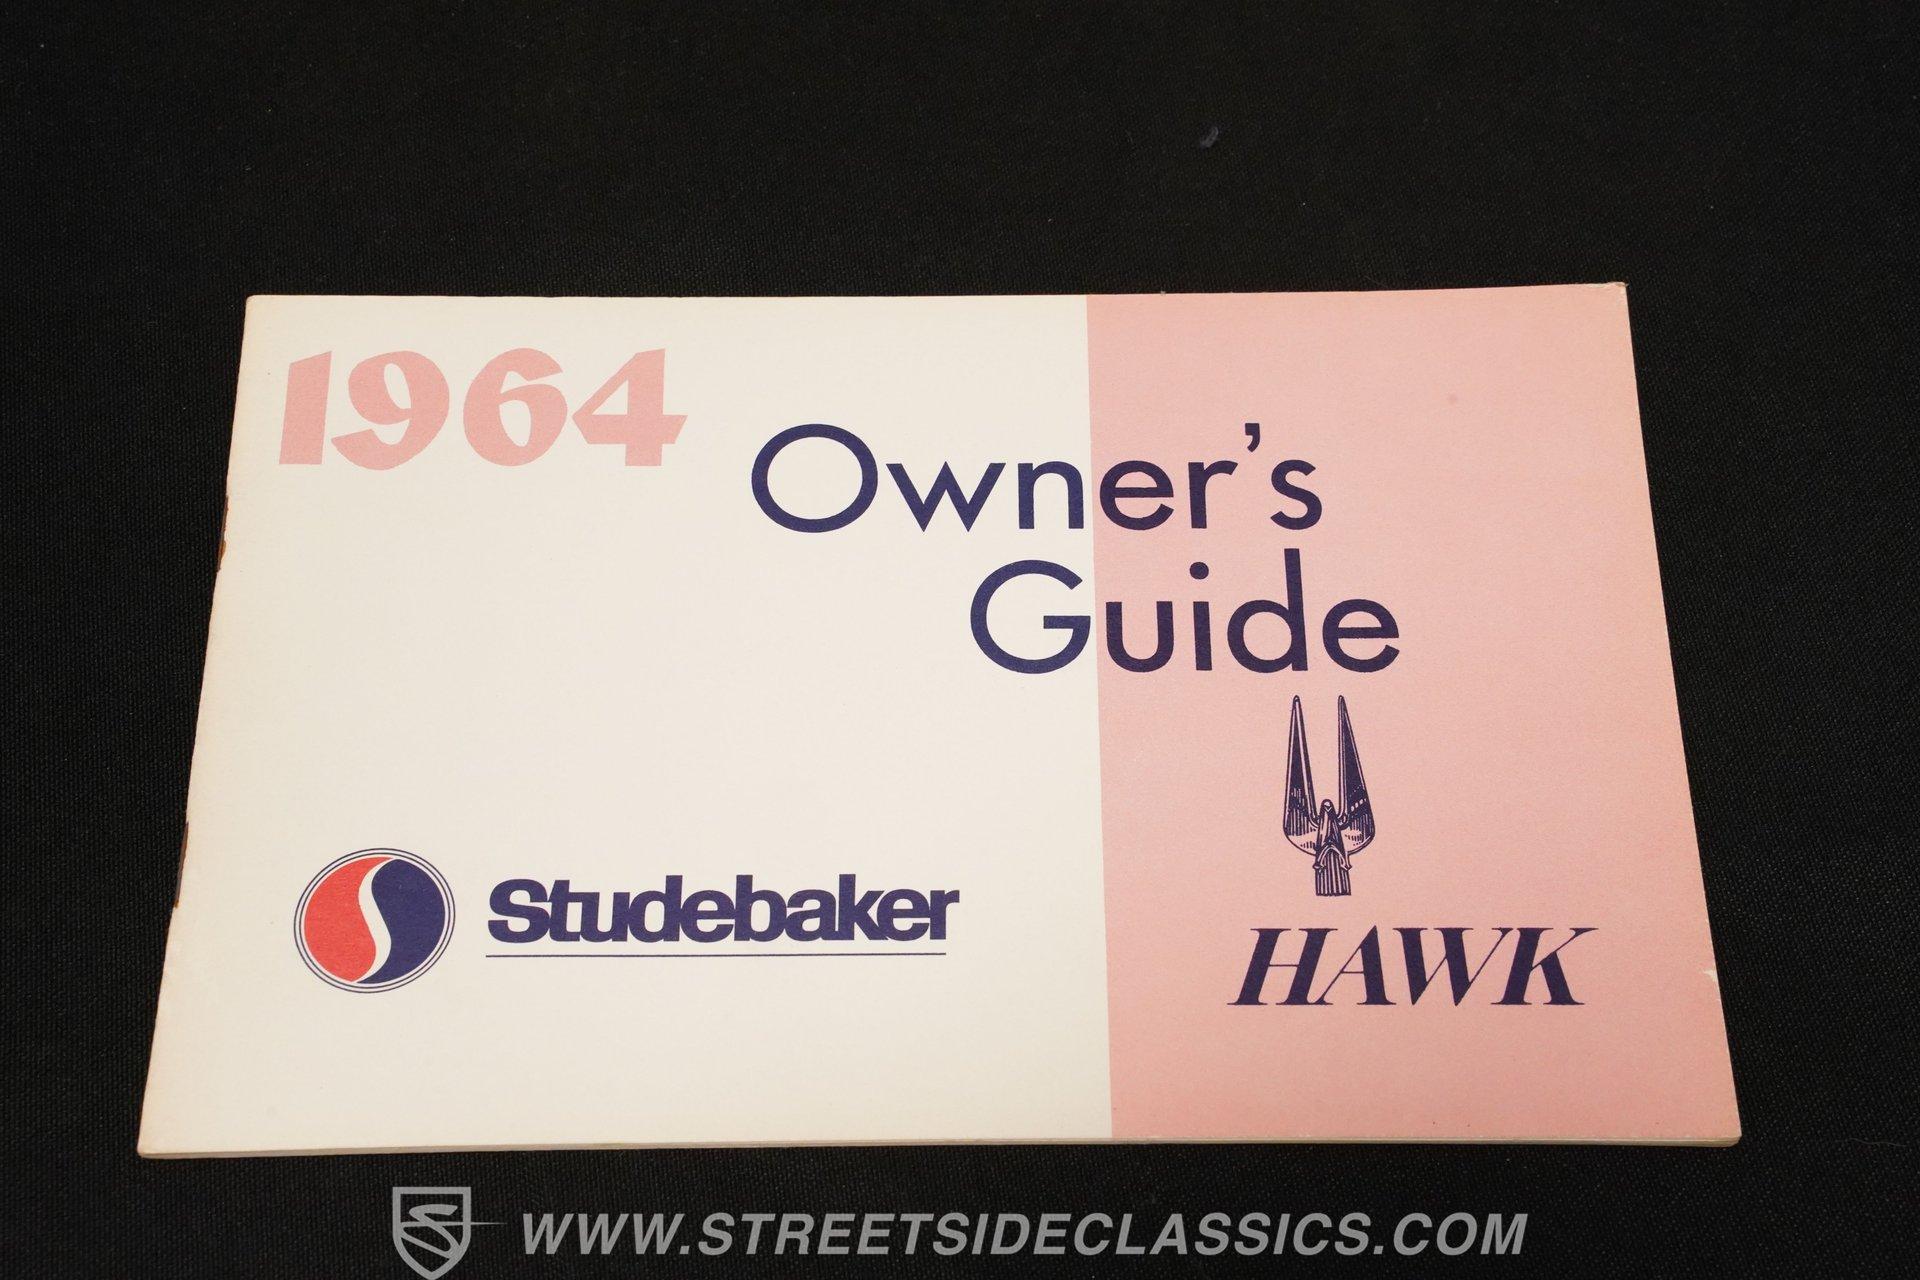 1964
Owner's
Guide
Studebaker
HAWK
WWW.STREETSIDECLASSICS.COM